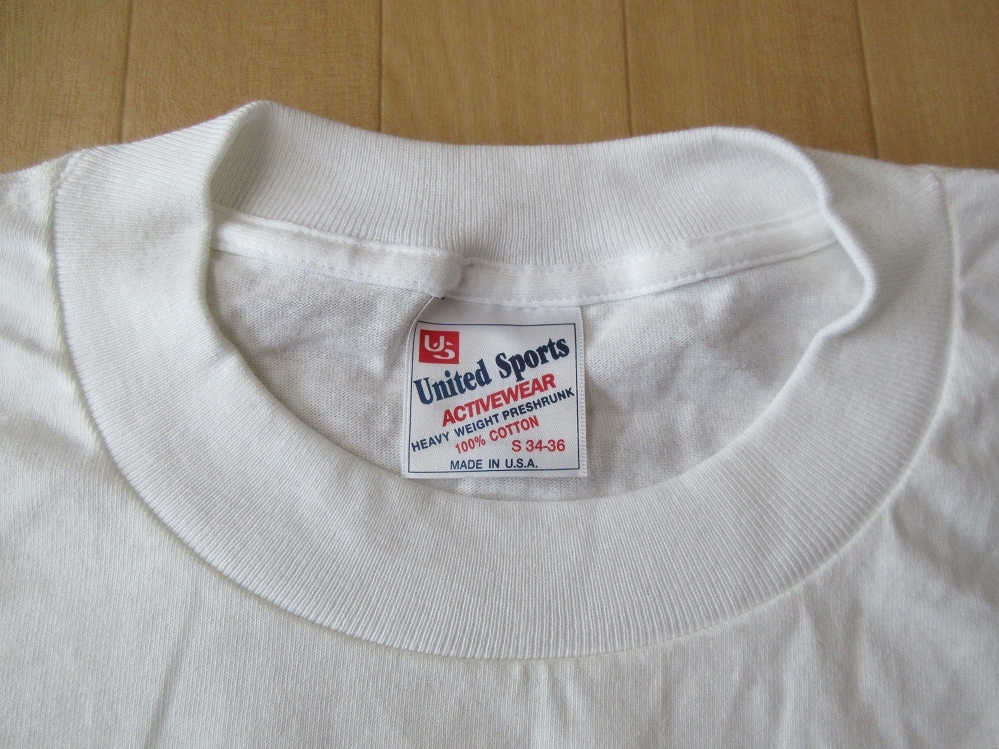 US
United Sports
ACTIVEWEAR
HEAVY WEIGHT PRESHRUNK
100% COTTON
S 34-36
MADE IN U.S.A.